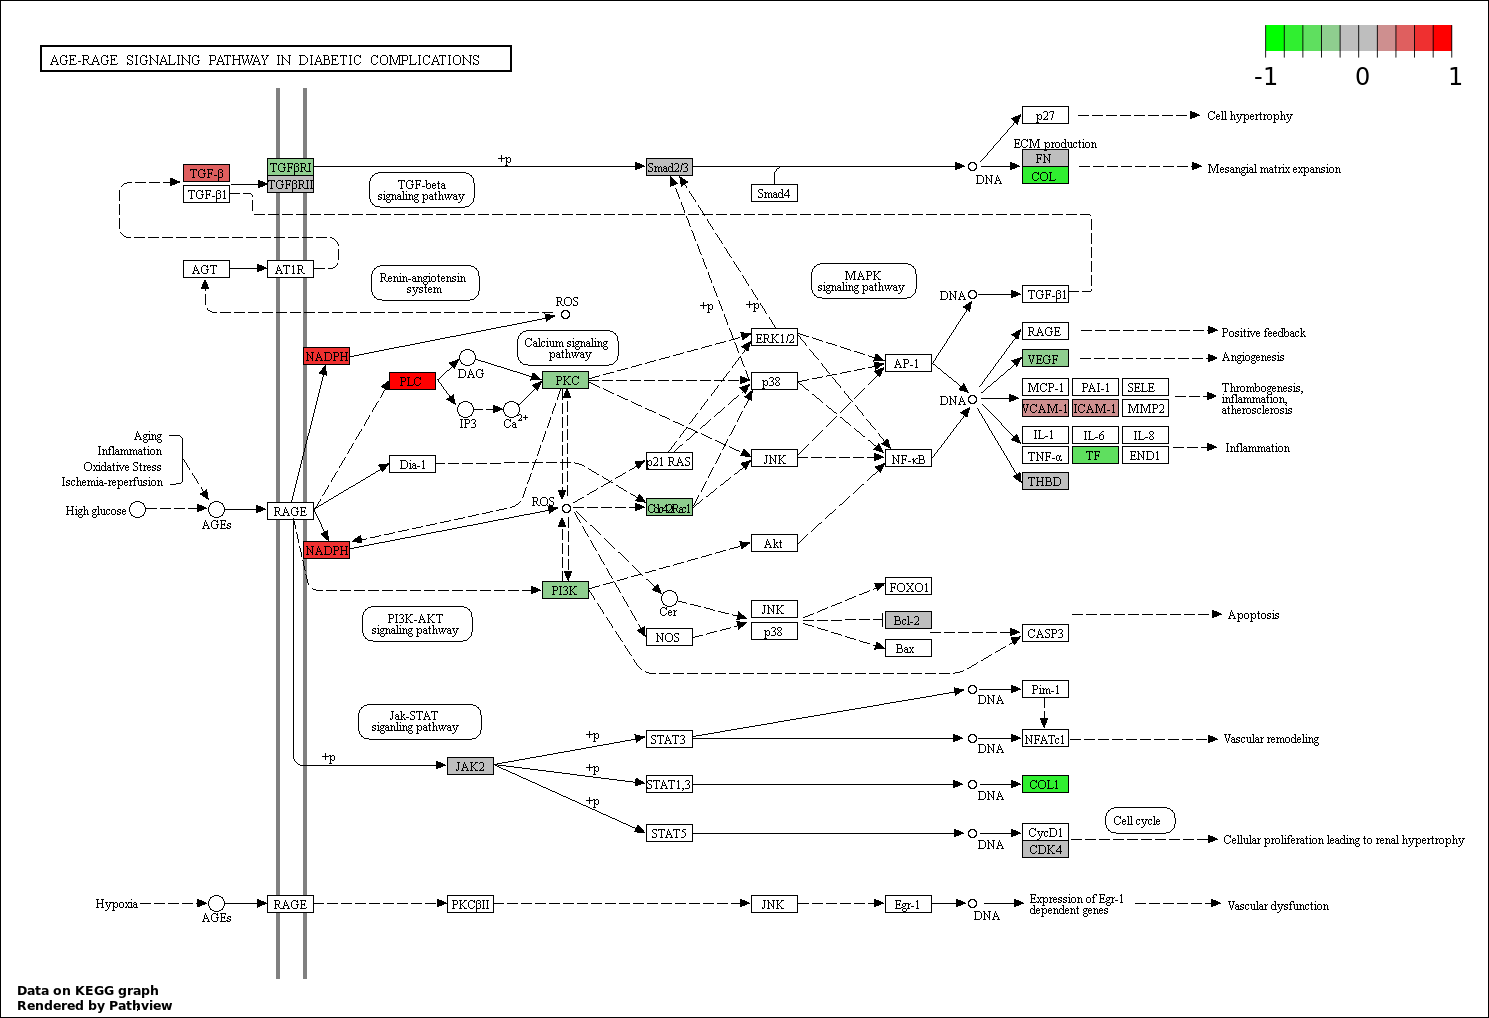 AGE-RAGE SIGNALING PATHWAY IN DIABETIC COMPLICATIONS
-1 0 1
p27
Cell hypertrophy
ECM production
TGF-β
TGFβRI
+p
Smad2/3
FN
DNA
COL
Mesangial matrix expansion
TGF-β1
TGFβRII
TGF-beta
signaling pathway
Smad4
AGT
AT1R
Renin-angiotensin
system
MAPK
signaling pathway
ROS
+p
+p
DNA
TGF-β1
NADPH
Calcium signaling
pathway
ERK1/2
RAGE
Positive feedback
DAG
AP-1
VEGF
Angiogenesis
PLC
PKC
p38
MCP-1 PAI-1 SELE
Thrombogenesis,
inflammation,
atherosclerosis
DNA
VCAM-1 ICAM-1 MMP2
IP3
Ca2+
Aging
Inflammation
Oxidative Stress
Ischemia-reperfusion
IL-1 IL-6 IL-8
Inflammation
Dia-1
p21 RAS
JNK
NF-κB
TNF-α TF END1
THBD
High glucose
AGEs
RAGE
ROS
Rac1
NADPH
Akt
PI3K
FOXO1
Cer
JNK
p38
Bcl-2
Apoptosis
PI3K-AKT
signaling pathway
NOS
Bax
CASP3
Jak-STAT
siganling pathway
DNA
Pim-1
+p
STAT3
DNA
NFATc1
Vascular remodeling
+p
JAK2
+p
STAT1,3
DNA
COL1
+p
STAT5
DNA
CycD1
CDK4
Cell cycle
Cellular proliferation leading to renal hypertrophy
Hypoxia
AGEs
RAGE
PKCβII
JNK
Egr-1
DNA
Expression of Egr-1
dependent genes
Vascular dysfunction
Data on KEGG graph
Rendered by Pathview